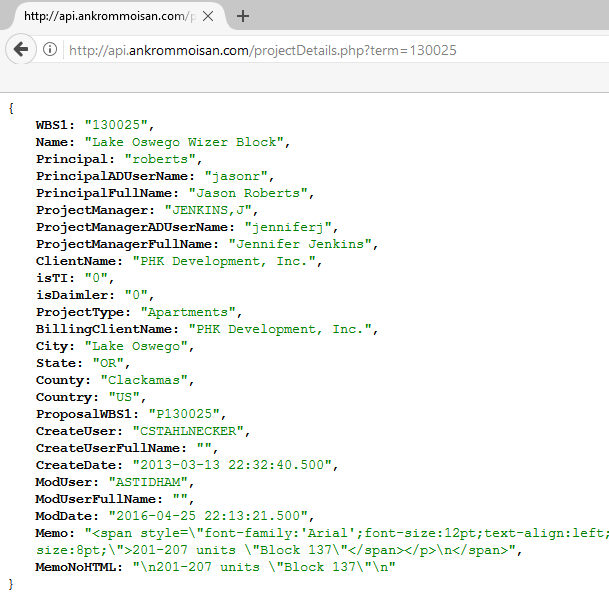 http://api.ankrommoisan.com/p
http://api.ankrommoisan.com/projectDetails.php?term=130025
{
WBS1: "130025",
Name: "Lake Oswego Wizer Block",
Principal: "roberts",
PrincipalADUserName: "jasonr",
PrincipalFullName: "Jason Roberts",
ProjectManager: "JENKINS,J",
ProjectManagerADUserName: "jenniferj",
ProjectManagerFullName: "Jennifer Jenkins",
ClientName: "PHK Development, Inc.",
isTI: "0",
isDaimler: "0",
ProjectType: "Apartments",
BillingClientName: "PHK Development, Inc.",
City: "Lake Oswego",
State: "OR",
County: "Clackamas",
Country: "US",
ProposalWBS1: "P130025",
CreateUser: "CSTAHLNECKER",
CreateUserFullName: "",
CreateDate: "2013-03-13 22:32:40.500",
ModUser: "ASTIDHAM",
ModUserFullName: "",
ModDate: "2016-04-25 22:13:21.500",
Memo: "<span style=\"font-family:'Arial';font-size:12pt;text-align:left;
size:8pt;\">201-207 units \"Block 137\"</span></p>\n</span>",
MemoNoHTML: "\n201-207 units \"Block 137\"\n"
}